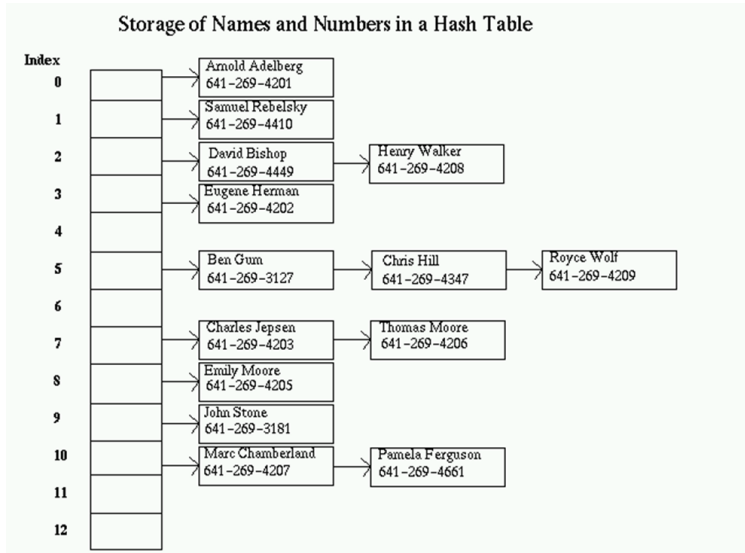 Storage of Names and Numbers in a Hash Table
Index
0
Arnold Adelberg
641-269-4201
1
Samuel Rebelsky
641-269-4410
2
David Bishop
641-269-4449
Henry Walker
641-269-4208
3
Eugene Herman
641-269-4202
4
5
Ben Gum
641-269-3127
Chris Hill
641-269-4347
Royce Wolf
641-269-4209
6
7
Charles Jepsen
641-269-4203
Thomas Moore
641-269-4206
8
Emily Moore
641-269-4205
9
John Stone
641-269-3181
10
Marc Chamberland
641-269-4207
Pamela Ferguson
641-269-4661
11
12